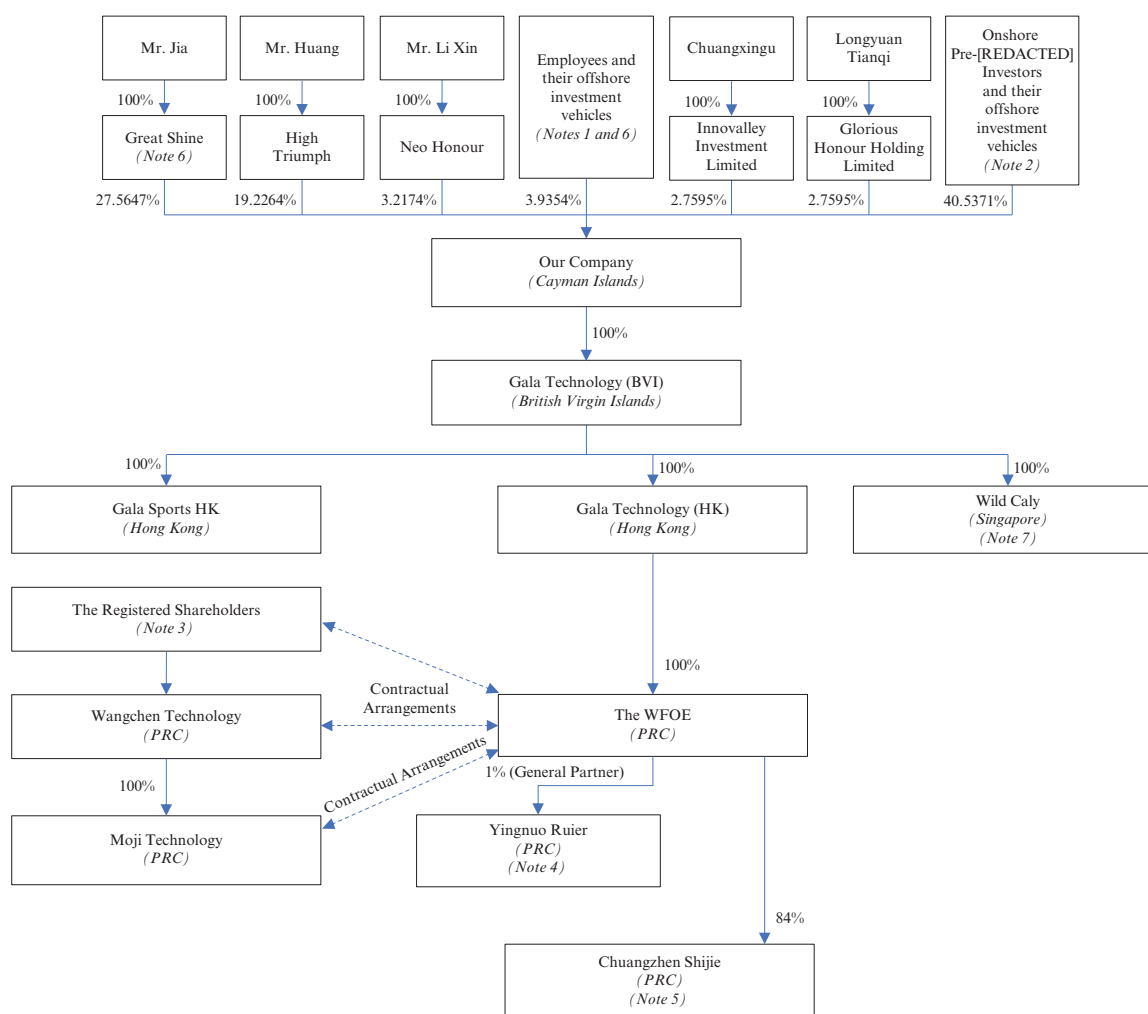 Mr. Jia
Mr. Huang
Mr. Li Xin
Employees and
their offshore
investment
vehicles
(Notes 1 and 6)
Chuangxingu
Longyuan
Tianqi
Onshore
Pre-[REDACTED]
Investors
and their
offshore
investment
vehicles
(Note 2)
100%
100%
100%
100%
100%
Great Shine
(Note 6)
High
Triumph
Neo Honour
Innovalley
Investment
Limited
Glorious
Honour Holding
Limited
27.5647%
19.2264%
3.2174%
3.9354%
2.7595%
2.7595%
40.5371%
Our Company
(Cayman Islands)
100%
Gala Technology (BVI)
(British Virgin Islands)
100%
100%
100%
Gala Sports HK
(Hong Kong)
Gala Technology (HK)
(Hong Kong)
Wild Caly
(Singapore)
(Note 7)
The Registered Shareholders
(Note 3)
100%
Contractual
Arrangements
Wangchen Technology
(PRC)
The WFOE
(PRC)
Contractual Arrangements
1% (General Partner)
100%
Moji Technology
(PRC)
Yingnuo Ruier
(PRC)
(Note 4)
84%
Chuangzhen Shijie
(PRC)
(Note 5)